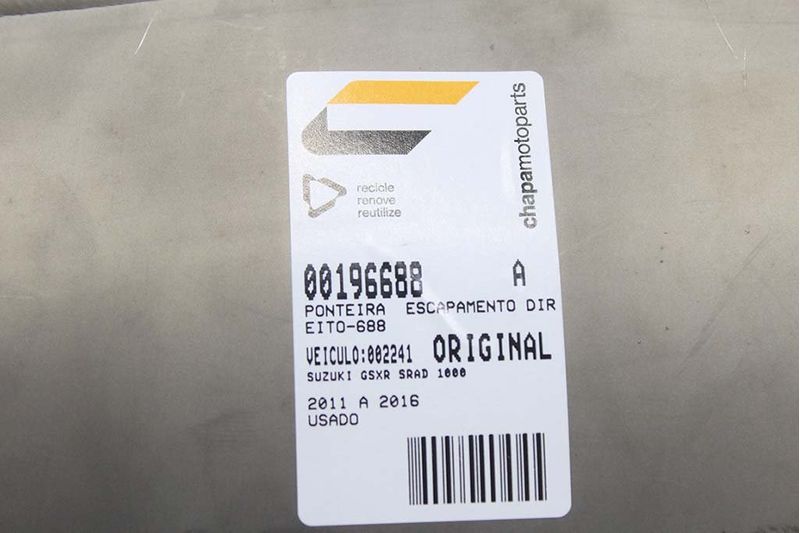 chapamotoparts
recicle
renove
reutilize
00196688 A
PONTEIRA ESCAPAMENTO DIR
EITO-688
VEICULO:002241 ORIGINAL
SUZUKI GSXR SRAD 1000
2011 A 2016
USADO